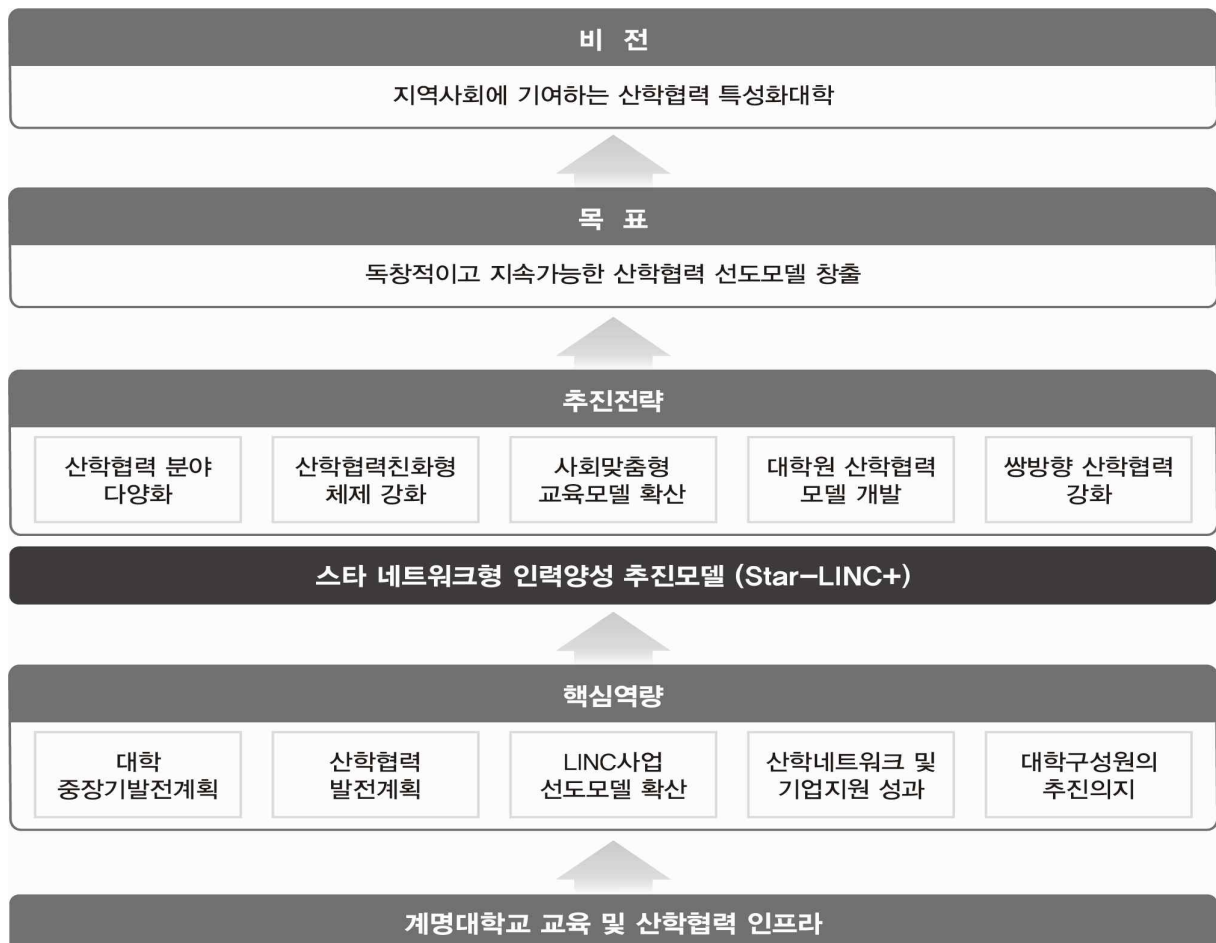 비 전
지역사회에 기여하는 산학협력 특성화대학
목 표
독창적이고 지속가능한 산학협력 선도모델 창출
추진전략
산학협력 분야
다양화
산학협력친화형
체제 강화
사회맞춤형
교육모델 확산
대학원 산학협력
모델 개발
쌍방향 산학협력
강화
스타 네트워크형 인력양성 추진모델 (Star-LINC+)
핵심역량
대학
중장기발전계획
산학협력
발전계획
LINC사업
선도모델 확산
산학네트워크 및
기업지원 성과
대학구성원의
추진의지
계명대학교 교육 및 산학협력 인프라